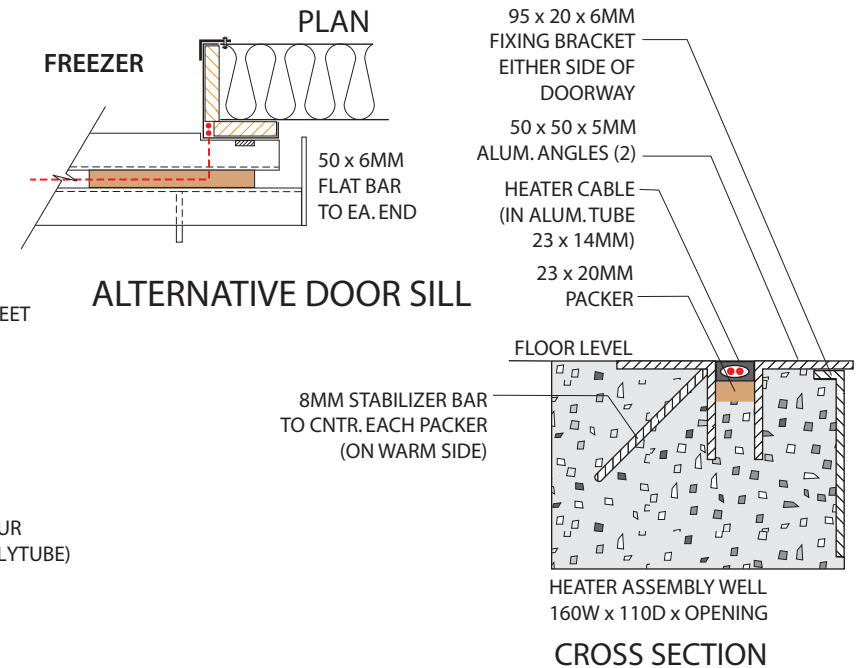 PLAN
FREEZER
50 x 6MM
FLAT BAR
TO EA. END
ALTERNATIVE DOOR SILL
EET
UR
LYTUBE)
95 x 20 x 6MM
FIXING BRACKET
EITHER SIDE OF
DOORWAY
50 x 50 x 5MM
ALUM. ANGLES (2)
HEATER CABLE
(IN ALUM. TUBE
23 x 14MM)
23 x 20MM
PACKER
FLOOR LEVEL
8MM STABILIZER BAR
TO CNTR. EACH PACKER
(ON WARM SIDE)
HEATER ASSEMBLY WELL
160W x 110D x OPENING
CROSS SECTION